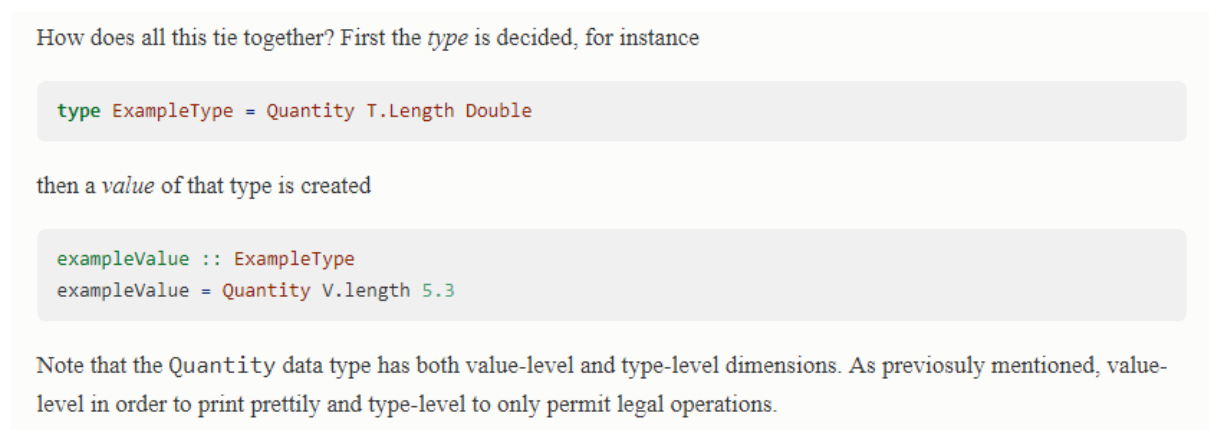 How does all this tie together? First the type is decided, for instance
type ExampleType = Quantity T.Length Double
then a value of that type is created
exampleValue :: ExampleType
exampleValue = Quantity V.length 5.3
Note that the Quantity data type has both value-level and type-level dimensions. As previosuly mentioned, value-
level in order to print prettily and type-level to only permit legal operations.